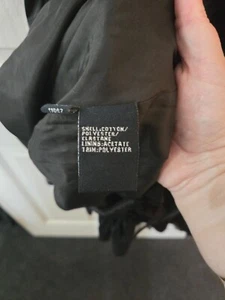 SHELL:COTTON/
POLYESTER/
ELASTANE
LINING:ACETATE
TRIM:POLYESTER